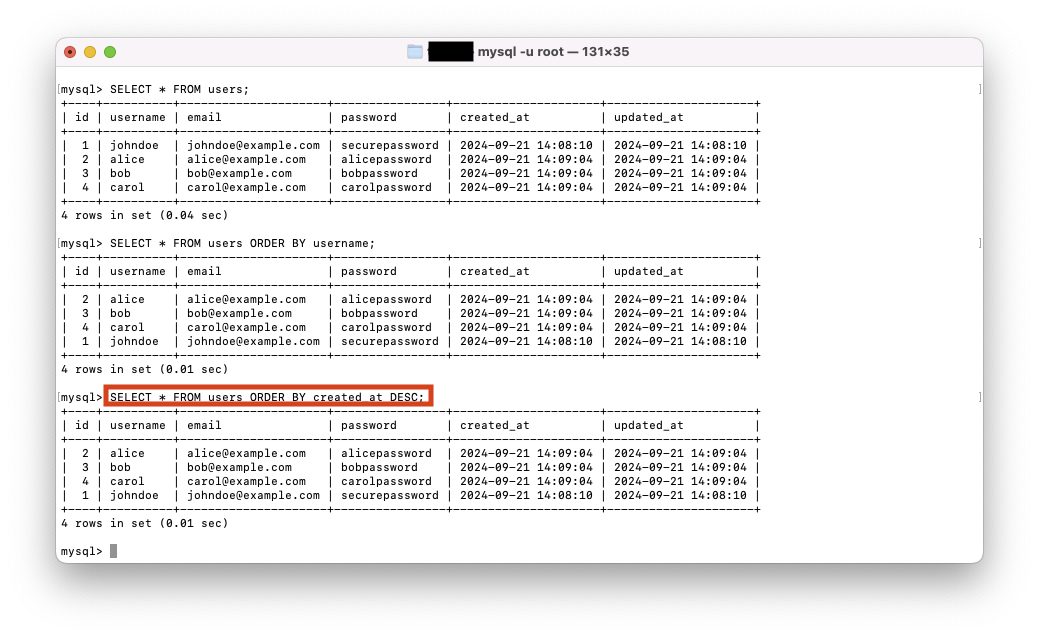 mysql -u root — 131×35
mysql> SELECT * FROM users;
+----+----------+---------------------+----------------+---------------------+---------------------+
| id | username | email               | password       | created_at          | updated_at          |
+----+----------+---------------------+----------------+---------------------+---------------------+
|  1 | johndoe  | johndoe@example.com | securepassword | 2024-09-21 14:08:10 | 2024-09-21 14:08:10 |
|  2 | alice    | alice@example.com   | alicepassword  | 2024-09-21 14:09:04 | 2024-09-21 14:09:04 |
|  3 | bob      | bob@example.com     | bobpassword    | 2024-09-21 14:09:04 | 2024-09-21 14:09:04 |
|  4 | carol    | carol@example.com   | carolpassword  | 2024-09-21 14:09:04 | 2024-09-21 14:09:04 |
+----+----------+---------------------+----------------+---------------------+---------------------+
4 rows in set (0.04 sec)
mysql> SELECT * FROM users ORDER BY username;
+----+----------+---------------------+----------------+---------------------+---------------------+
| id | username | email               | password       | created_at          | updated_at          |
+----+----------+---------------------+----------------+---------------------+---------------------+
|  2 | alice    | alice@example.com   | alicepassword  | 2024-09-21 14:09:04 | 2024-09-21 14:09:04 |
|  3 | bob      | bob@example.com     | bobpassword    | 2024-09-21 14:09:04 | 2024-09-21 14:09:04 |
|  4 | carol    | carol@example.com   | carolpassword  | 2024-09-21 14:09:04 | 2024-09-21 14:09:04 |
|  1 | johndoe  | johndoe@example.com | securepassword | 2024-09-21 14:08:10 | 2024-09-21 14:08:10 |
+----+----------+---------------------+----------------+---------------------+---------------------+
4 rows in set (0.01 sec)
mysql> SELECT * FROM users ORDER BY created_at DESC;
+----+----------+---------------------+----------------+---------------------+---------------------+
| id | username | email               | password       | created_at          | updated_at          |
+----+----------+---------------------+----------------+---------------------+---------------------+
|  2 | alice    | alice@example.com   | alicepassword  | 2024-09-21 14:09:04 | 2024-09-21 14:09:04 |
|  3 | bob      | bob@example.com     | bobpassword    | 2024-09-21 14:09:04 | 2024-09-21 14:09:04 |
|  4 | carol    | carol@example.com   | carolpassword  | 2024-09-21 14:09:04 | 2024-09-21 14:09:04 |
|  1 | johndoe  | johndoe@example.com | securepassword | 2024-09-21 14:08:10 | 2024-09-21 14:08:10 |
+----+----------+---------------------+----------------+---------------------+---------------------+
4 rows in set (0.01 sec)
mysql>